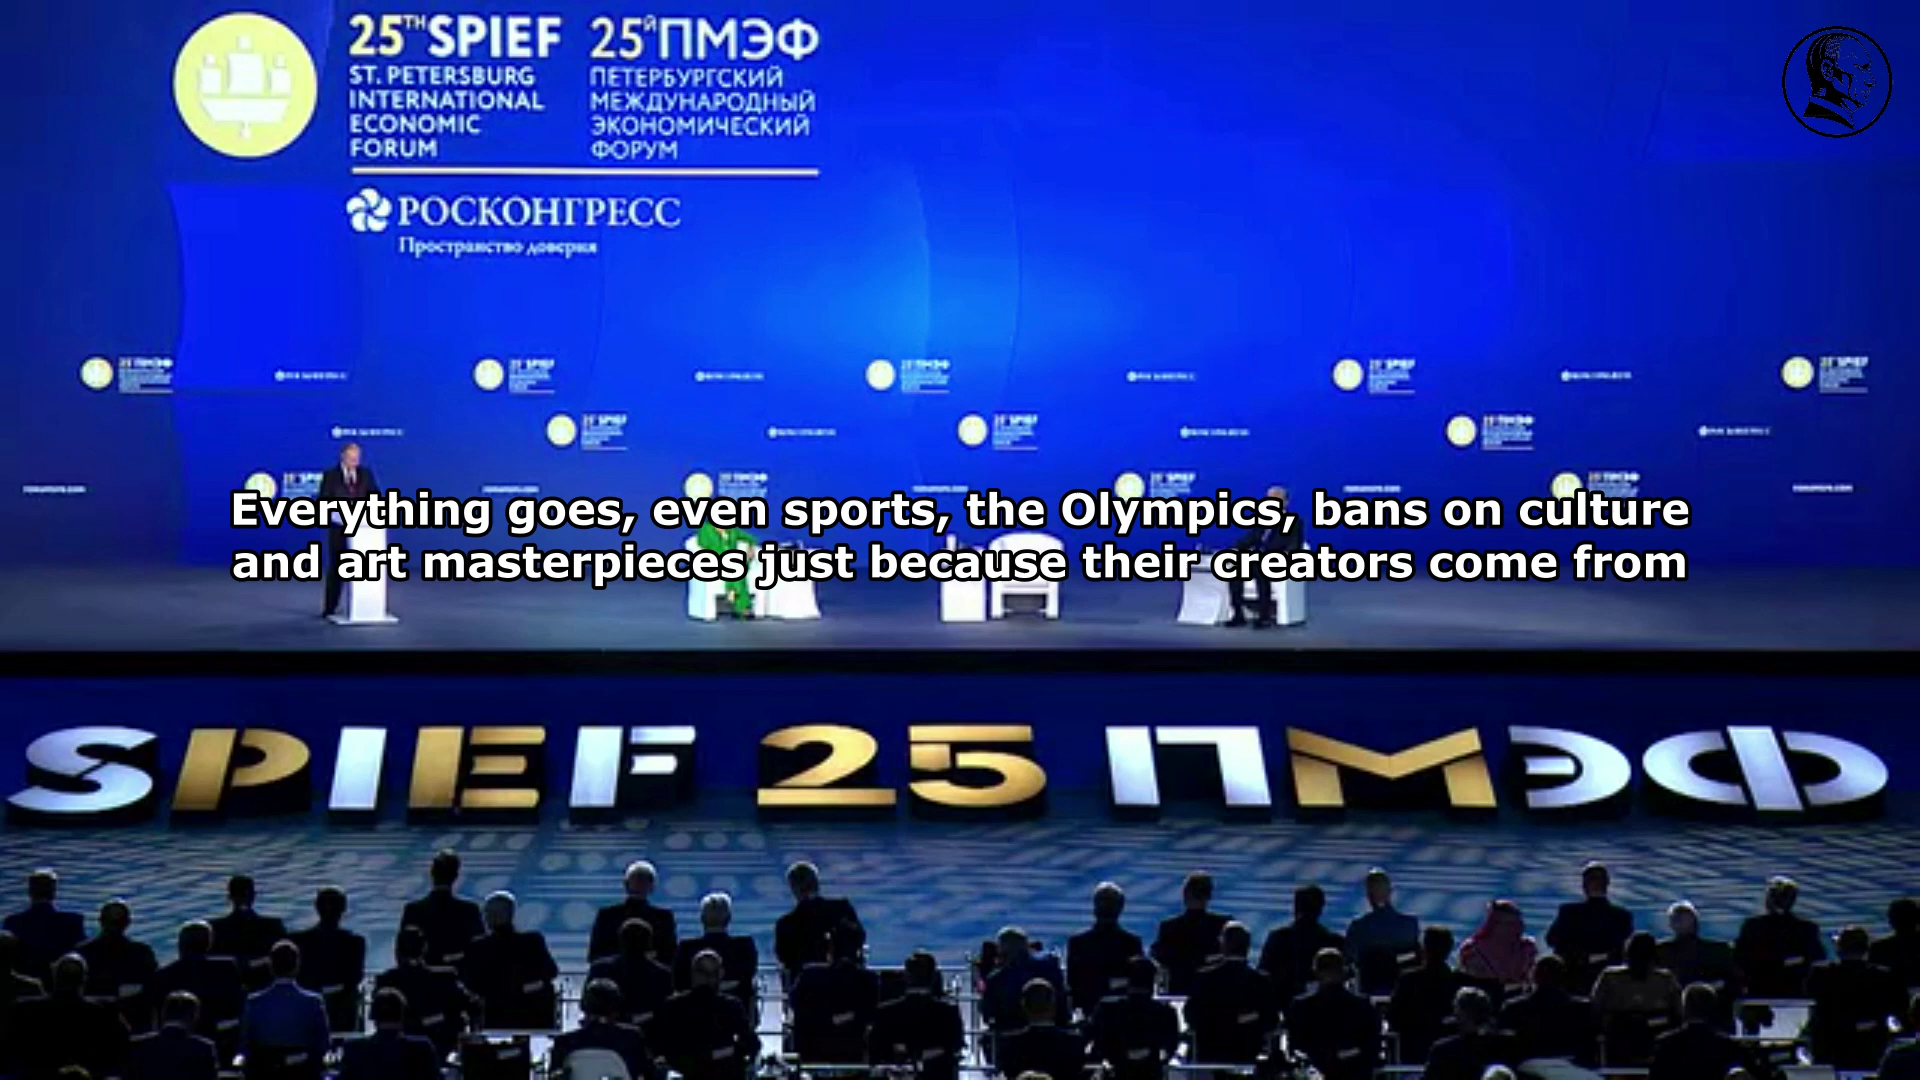 25TH SPIEF
ST. PETERSBURG
INTERNATIONAL
ECONOMIC
FORUM
25Й ПМЭФ
ПЕТЕРБУРГСКИЙ
МЕЖДУНАРОДНЫЙ
ЭКОНОМИЧЕСКИЙ
ФОРУМ
РОСКОНГРЕСС
Пространство доверия
Everything goes, even sports, the Olympics, bans on culture
and art masterpieces just because their creators come from
SPIEF 25 ПМЭФ